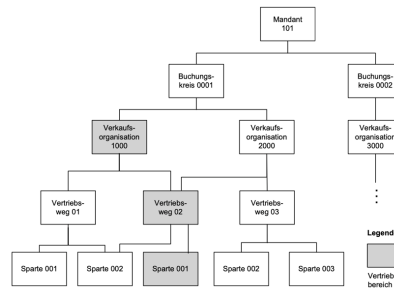 Mandant
101
Buchungs-
kreis 0001
Buchungs-
kreis 0002
Verkaufs-
organisation
1000
Verkaufs-
organisation
2000
Verkaufs-
organisation
3000
Vertriebs-
weg 01
Vertriebs-
weg 02
Vertriebs-
weg 03
Legende
Sparte 001
Sparte 002
Sparte 001
Sparte 002
Sparte 003
Vertrieb
bereich